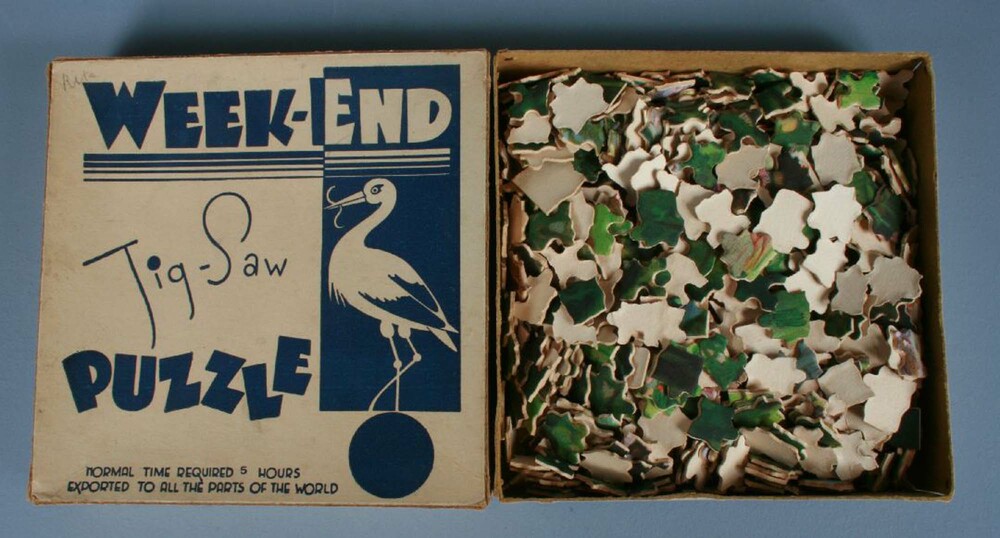 WEEK-END
Jig-Saw
PUZZLE
NORMAL TIME REQUIRED 5 HOURS
EXPORTED TO ALL THE PARTS OF THE WORLD